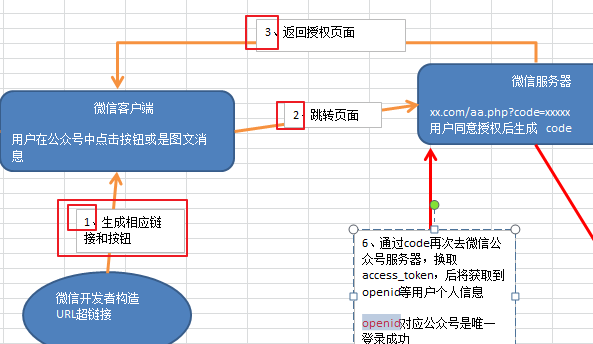 3、返回授权页面
微信服务器
微信客户端
xx.com/aa.php?code=xxxxx
用户同意授权后生成 code
2、跳转页面
用户在公众号中点击按钮或是图文消
息
1、生成相应链
接和按钮
6、通过code再次去微信公
众号服务器，换取
access_token，后将获取到
openid等用户个人信息
openid对应公众号是唯一
登录成功
微信开发者构造
URL超链接